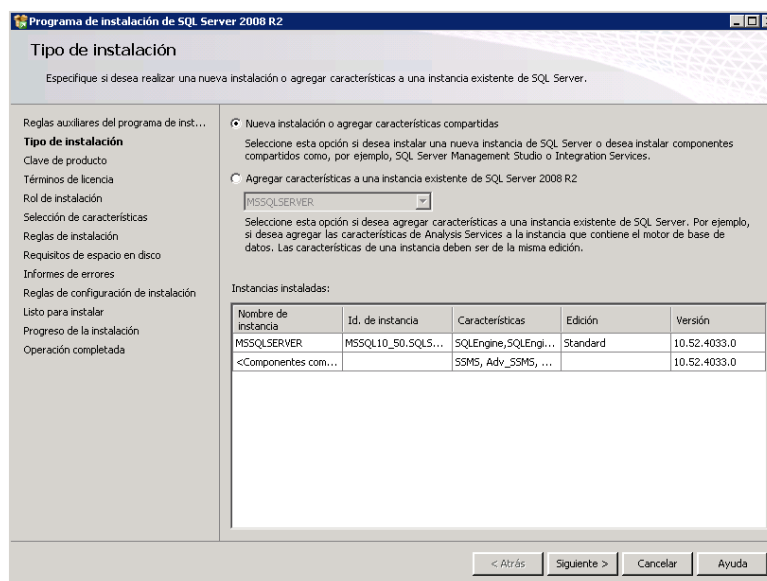 Programa de instalación de SQL Server 2008 R2
Tipo de instalación
Especifique si desea realizar una nueva instalación o agregar características a una instancia existente de SQL Server.
Reglas auxiliares del programa de inst...
Tipo de instalación
Clave de producto
Términos de licencia
Rol de instalación
Selección de características
Reglas de instalación
Requisitos de espacio en disco
Informes de errores
Reglas de configuración de instalación
Listo para instalar
Progreso de la instalación
Operación completada
Nueva instalación o agregar características compartidas
Seleccione esta opción si desea instalar una nueva instancia de SQL Server o desea instalar componentes
compartidos como, por ejemplo, SQL Server Management Studio o Integration Services.
Agregar características a una instancia existente de SQL Server 2008 R2
MSSQLSERVER
Seleccione esta opción si desea agregar características a una instancia existente de SQL Server. Por ejemplo,
si desea agregar las características de Analysis Services a la instancia que contiene el motor de base de
datos. Las características de una instancia deben ser de la misma edición.
Instancias instaladas:
Nombre de
instancia
Id. de instancia
Características
Edición
Versión
MSSQLSERVER
MSSQL10_50.SQLS...
SQLEngine,SQLEngi...
Standard
10.52.4033.0
<Componentes com...
SSMS, Adv_SSMS, ...
10.52.4033.0
< Atrás
Siguiente >
Cancelar
Ayuda